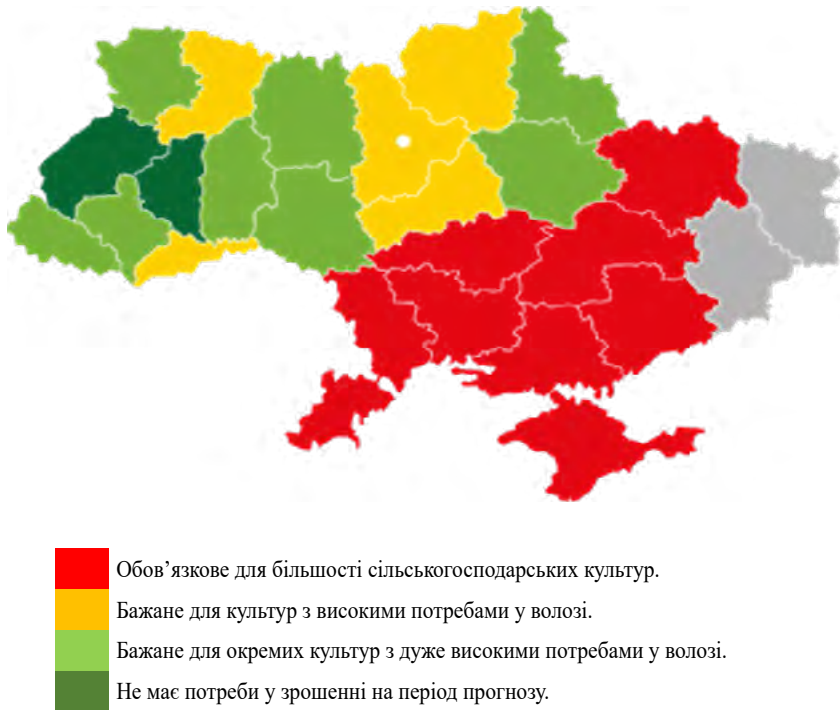 Обов’язкове для більшості сільськогосподарських культур.
Бажане для культур з високими потребами у волозі.
Бажане для окремих культур з дуже високими потребами у волозі.
Не має потреби у зрошенні на період прогнозу.